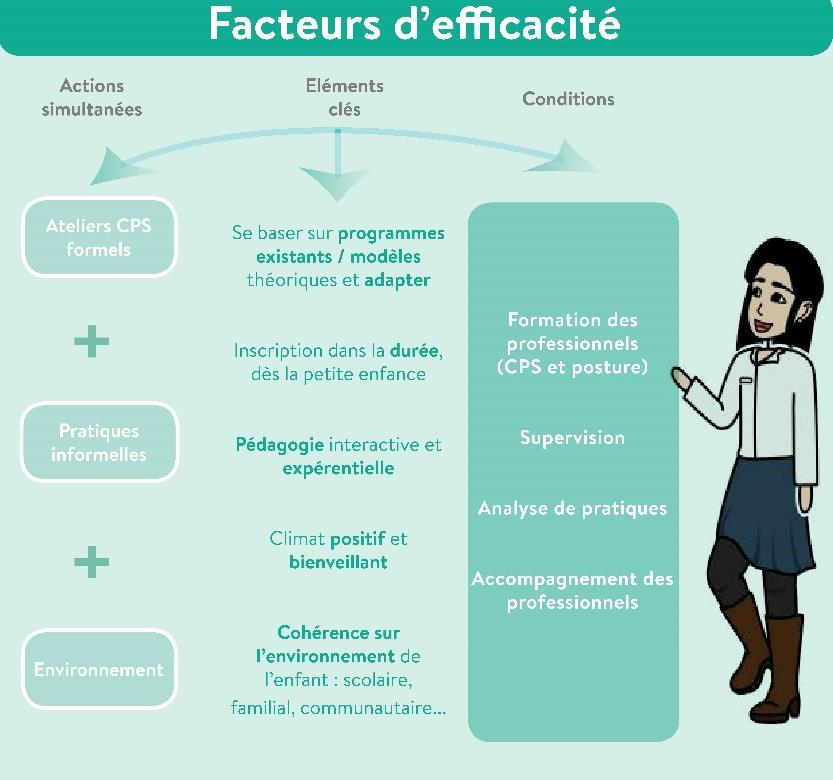 Facteurs d'efficacité
Actions
simultanées
Eléments
clés
Conditions
Ateliers CPS
formels
+
Pratiques
informelles
+
Environnement
Se baser sur programmes
existants / modèles
théoriques et adapter
Inscription dans la durée,
dès la petite enfance
Pédagogie interactive et
expérentielle
Climat positif et
bienveillant
Cohérence sur
l'environnement de
l'enfant : scolaire,
familial, communautaire...
Formation des
professionnels
(CPS et posture)
Supervision
Analyse de pratiques
Accompagnement des
professionnels